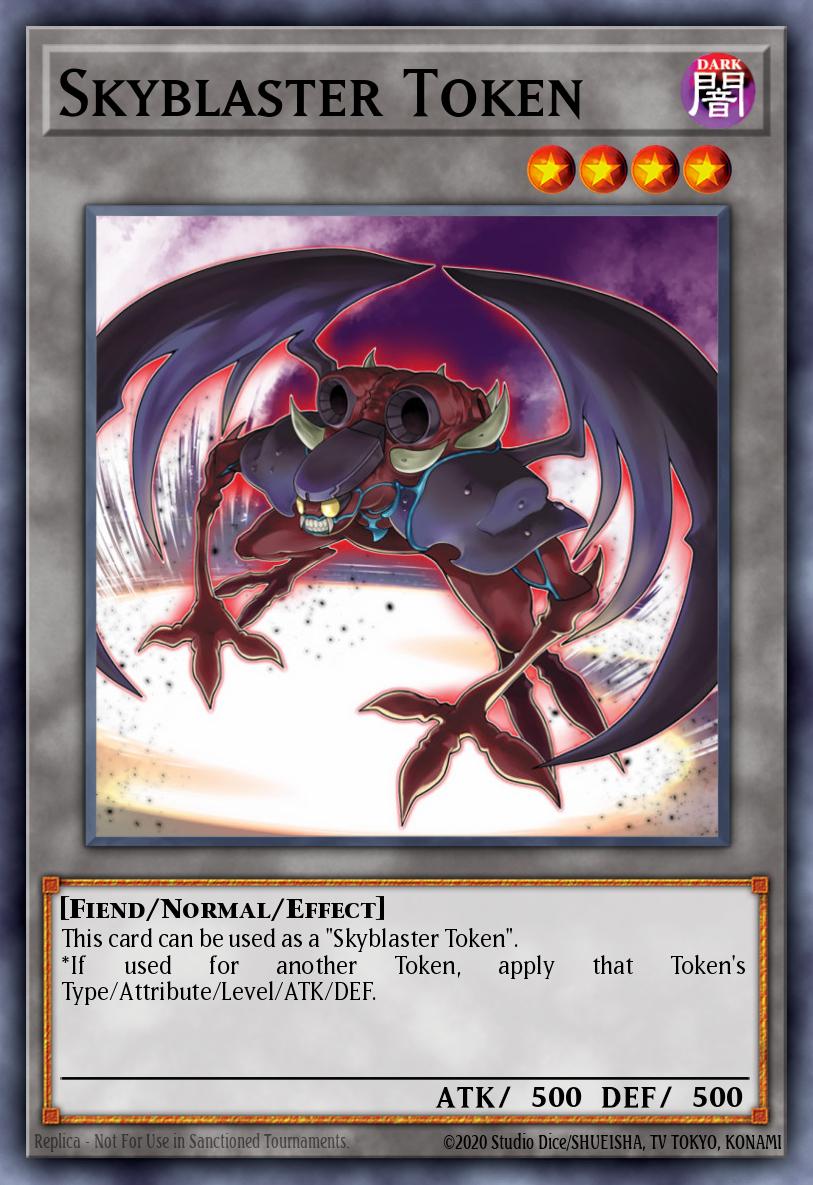 Skyblaster Token
DARK
闇
[Fiend/Normal/Effect]
This card can be used as a "Skyblaster Token".
*If used for another Token, apply that Token's
Type/Attribute/Level/ATK/DEF.
ATK/ 500 DEF/ 500
Replica - Not For Use in Sanctioned Tournaments.
©2020 Studio Dice/SHUEISHA, TV TOKYO, KONAMI